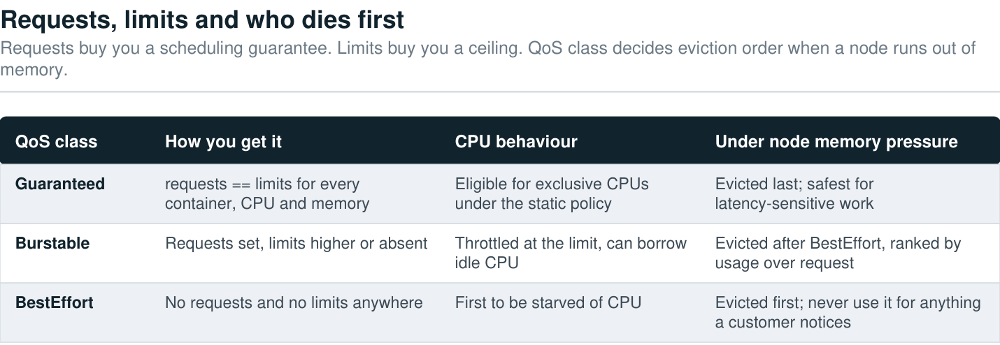 Requests, limits and who dies first
Requests buy you a scheduling guarantee. Limits buy you a ceiling. QoS class decides eviction order when a node runs out of
memory.
QoS class
How you get it
CPU behaviour
Under node memory pressure
Guaranteed
requests == limits for every
container, CPU and memory
Eligible for exclusive CPUs
under the static policy
Evicted last; safest for
latency-sensitive work
Burstable
Requests set, limits higher or absent
Throttled at the limit, can borrow
idle CPU
Evicted after BestEffort, ranked by
usage over request
BestEffort
No requests and no limits anywhere
First to be starved of CPU
Evicted first; never use it for anything
a customer notices